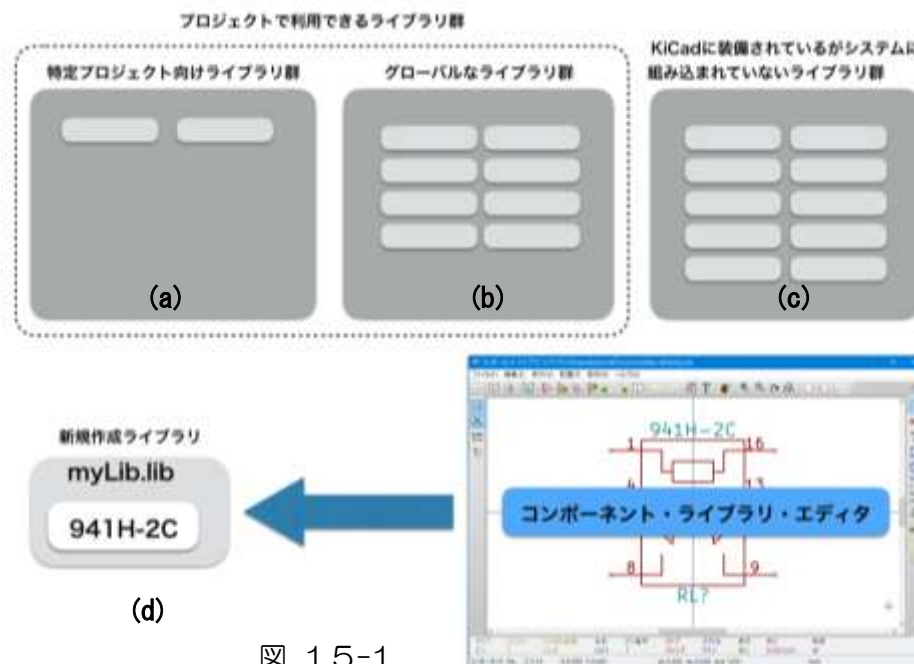 プロジェクトで利用できるライブラリ群
特定プロジェクト向けライブラリ群
グローバルなライブラリ群
KiCadに装備されているがシステムに
組み込まれていないライブラリ群
(a)
(b)
(c)
新規作成ライブラリ
myLib.lib
941H-2C
(d)
941H-2C
1
16
4
13
コンポーネント・ライブラリ・エディタ
8
9
RL?
図 15-1